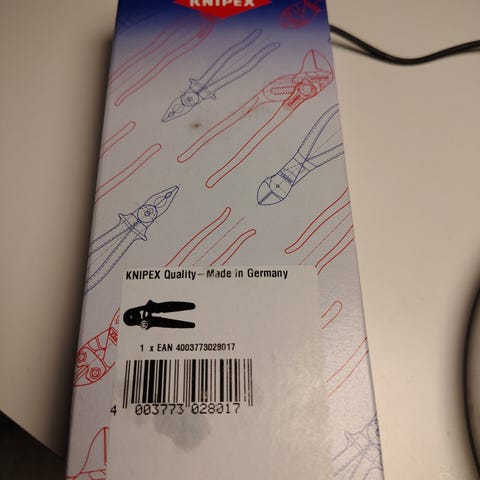 KNIPEX
KNIPEX Quality – Made in Germany
1 x EAN 4003773028017
4 003773 028017